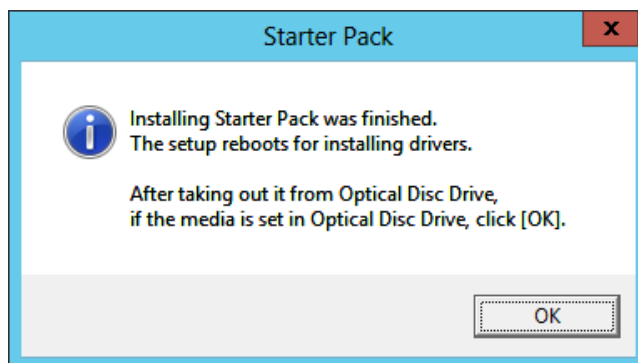 Starter Pack
x
Installing Starter Pack was finished.
The setup reboots for installing drivers.
After taking out it from Optical Disc Drive,
if the media is set in Optical Disc Drive, click [OK].
OK